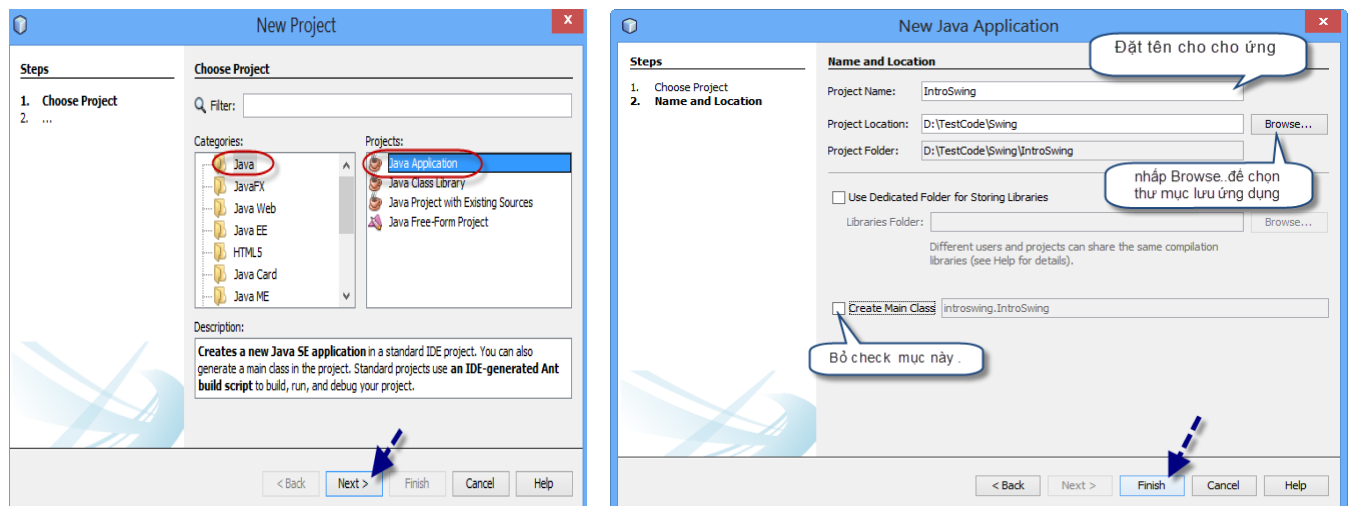 New Project
x
Steps
1. Choose Project
2. ...
Choose Project
Filter:
Categories:
Java
JavaFX
Java Web
Java EE
HTML5
Java Card
Java ME
Projects:
Java Application
Java Class Library
Java Project with Existing Sources
Java Free-Form Project
Description:
Creates a new Java SE application in a standard IDE project. You can also
generate a main class in the project. Standard projects use an IDE-generated Ant
build script to build, run, and debug your project.
< Back
Next >
Finish
Cancel
Help
New Java Application
x
Đặt tên cho cho ứng
Steps
1. Choose Project
2. Name and Location
Name and Location
Project Name: IntroSwing
Project Location: D:\TestCode\Swing
Browse...
Project Folder: D:\TestCode\Swing\IntroSwing
nhấp Browse..để chọn
thư mục lưu ứng dụng
Use Dedicated Folder for Storing Libraries
Libraries Folder:
Browse...
Different users and projects can share the same compilation
libraries (see Help for details).
Create Main Class introswing.IntroSwing
Bỏ check mục này .
< Back
Next >
Finish
Cancel
Help